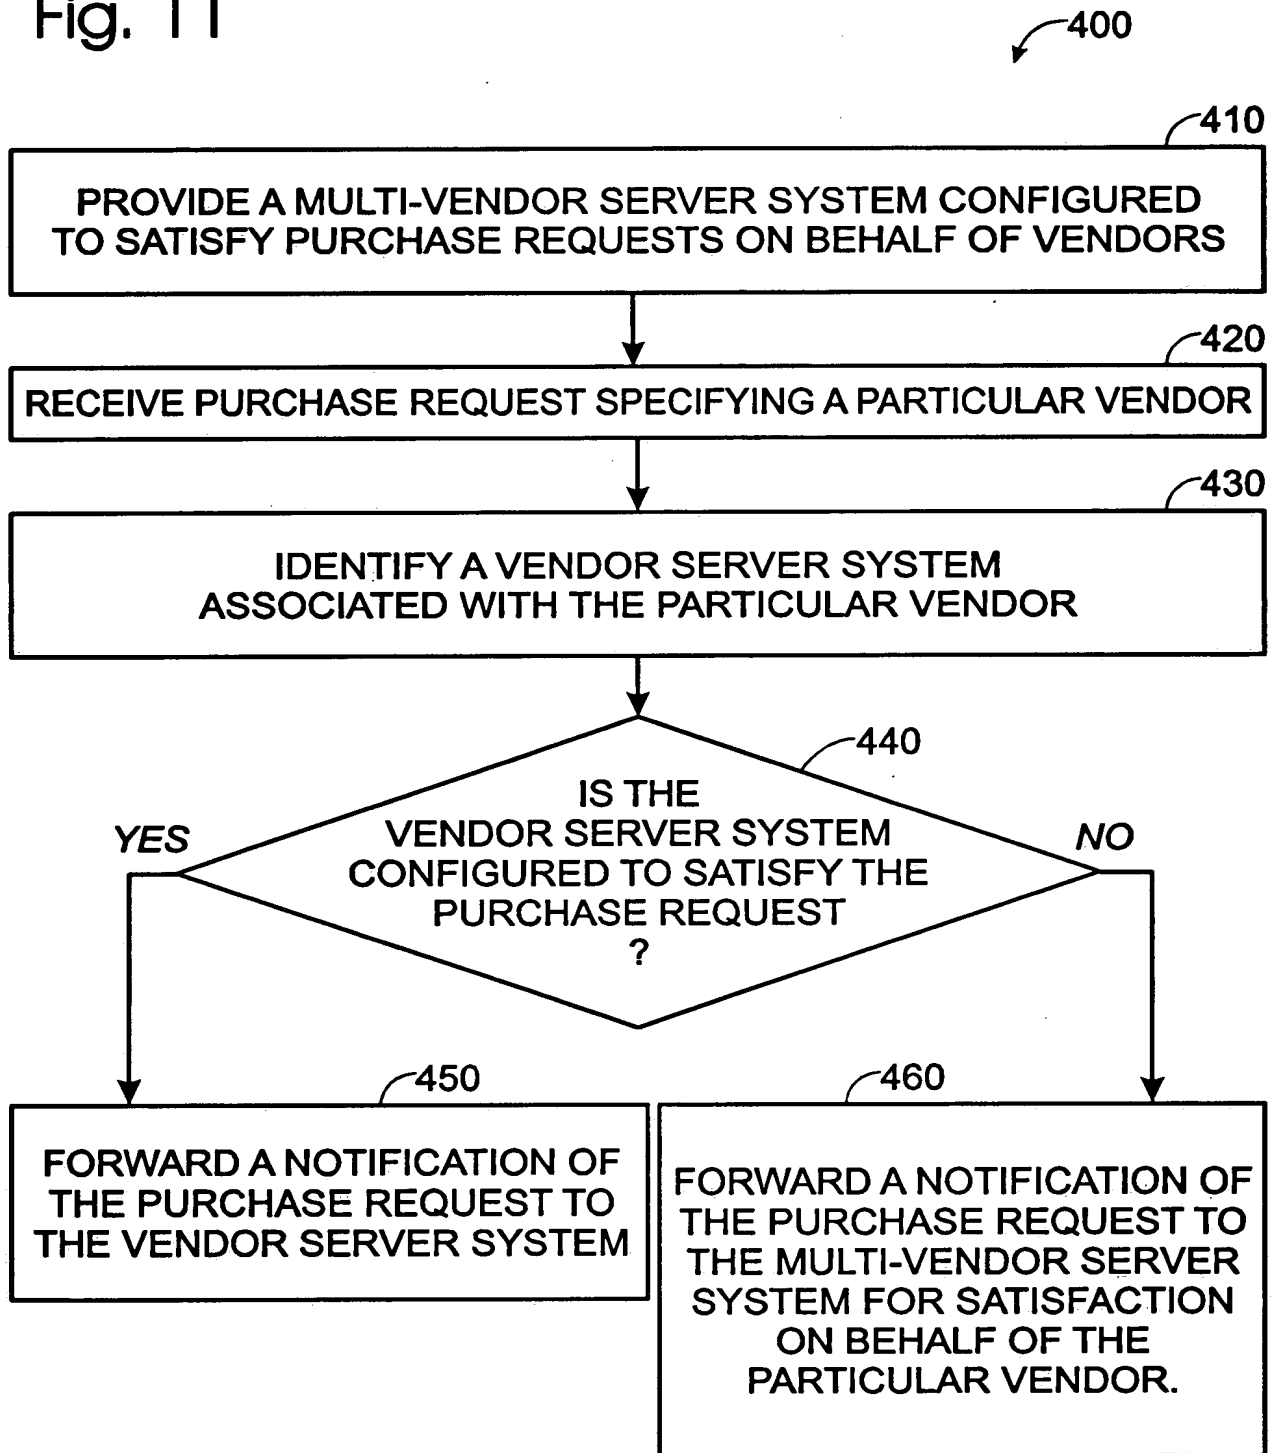 Fig. 11
400
410
PROVIDE A MULTI-VENDOR SERVER SYSTEM CONFIGURED
TO SATISFY PURCHASE REQUESTS ON BEHALF OF VENDORS
420
RECEIVE PURCHASE REQUEST SPECIFYING A PARTICULAR VENDOR
430
IDENTIFY A VENDOR SERVER SYSTEM
ASSOCIATED WITH THE PARTICULAR VENDOR
440
IS THE
VENDOR SERVER SYSTEM
CONFIGURED TO SATISFY THE
PURCHASE REQUEST
?
YES
NO
450
FORWARD A NOTIFICATION OF
THE PURCHASE REQUEST TO
THE VENDOR SERVER SYSTEM
460
FORWARD A NOTIFICATION OF
THE PURCHASE REQUEST TO
THE MULTI-VENDOR SERVER
SYSTEM FOR SATISFACTION
ON BEHALF OF THE
PARTICULAR VENDOR.